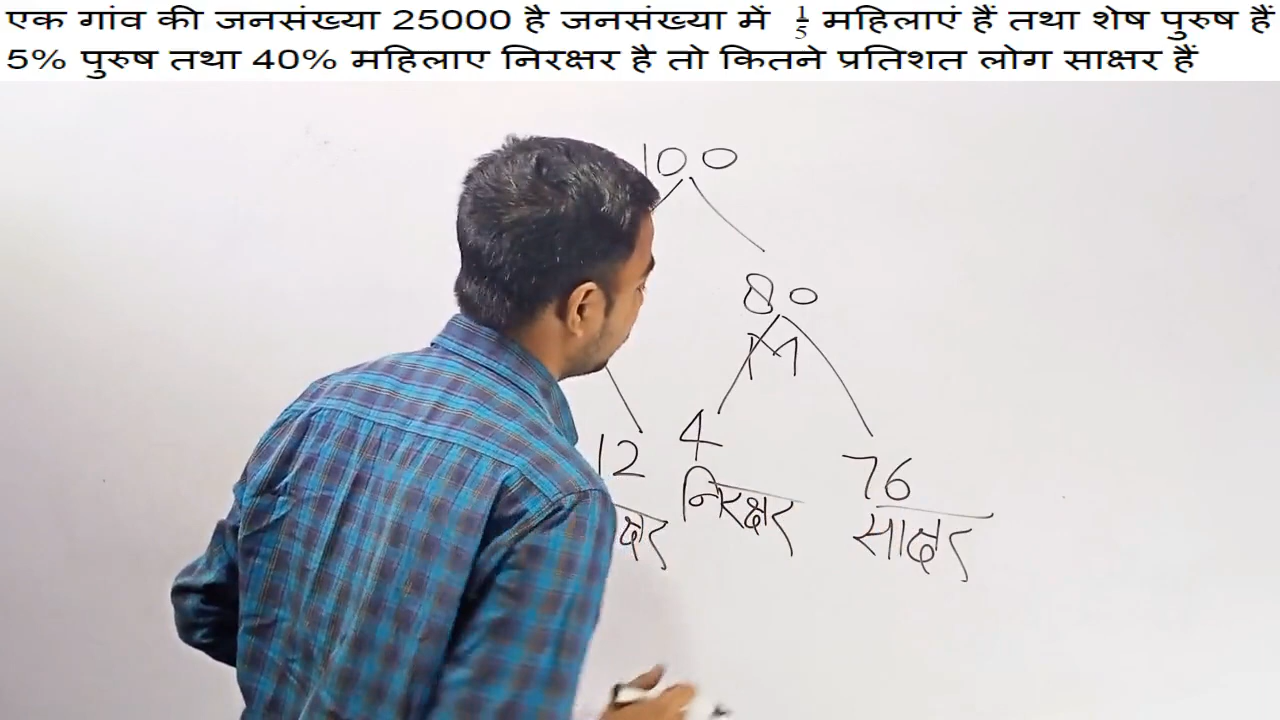 एक गांव की जनसंख्या 25000 है जनसंख्या में 1/5 महिलाएं हैं तथा शेष पुरुष हैं
5% पुरुष तथा 40% महिलाए निरक्षर है तो कितने प्रतिशत लोग साक्षर हैं
100
80
M
12 4 76
निरक्षर साक्षर